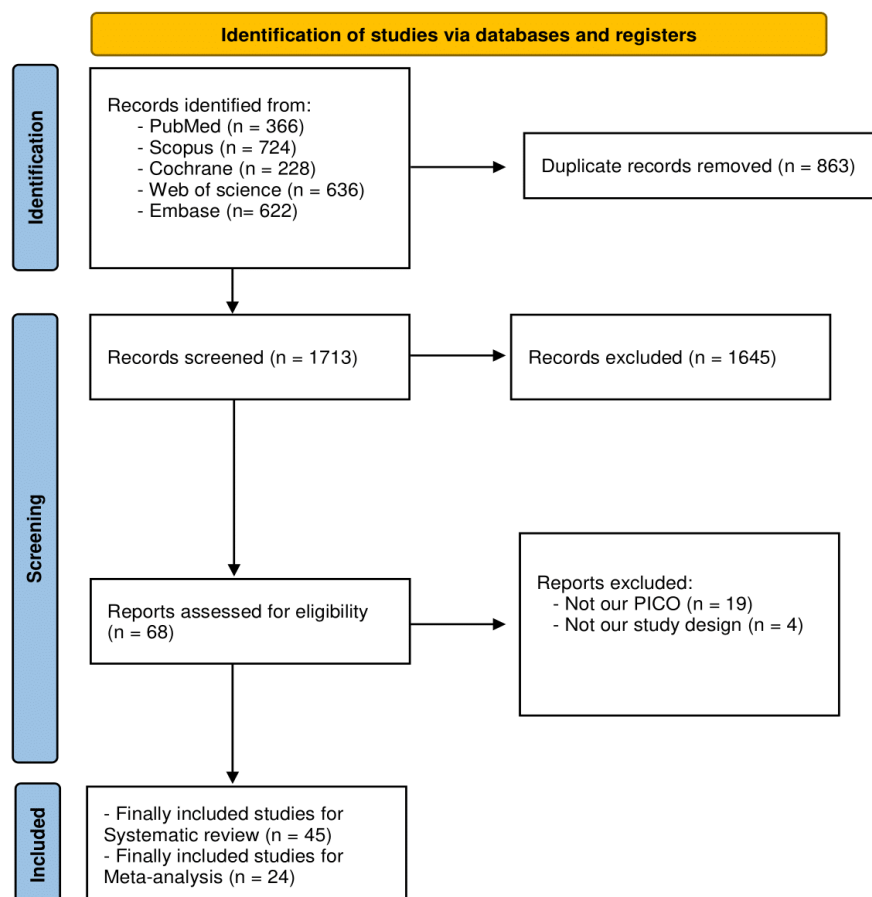 Identification of studies via databases and registers
Identification
Records identified from:
- PubMed (n = 366)
- Scopus (n = 724)
- Cochrane (n = 228)
- Web of science (n = 636)
- Embase (n= 622)
Duplicate records removed (n = 863)
Screening
Records screened (n = 1713)
Records excluded (n = 1645)
Reports assessed for eligibility
(n = 68)
Reports excluded:
- Not our PICO (n = 19)
- Not our study design (n = 4)
Included
- Finally included studies for
Systematic review (n = 45)
- Finally included studies for
Meta-analysis (n = 24)